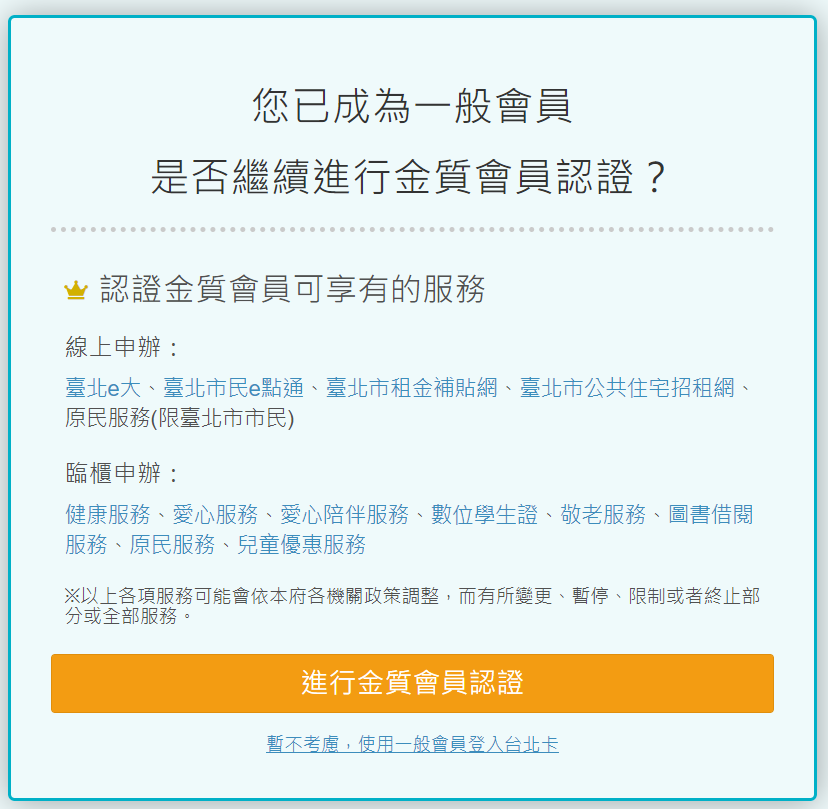 您已成為一般會員
是否繼續進行金質會員認證？
認證金質會員可享有的服務
線上申辦：
臺北e大、臺北市民e點通、臺北市租金補貼網、臺北市公共住宅招租網、
原民服務(限臺北市市民)
臨櫃申辦：
健康服務、愛心服務、愛心陪伴服務、數位學生證、敬老服務、圖書借閱
服務、原民服務、兒童優惠服務
※以上各項服務可能會依本府各機關政策調整，而有所變更、暫停、限制或者終止部
分或全部服務。
進行金質會員認證
暫不考慮，使用一般會員登入台北卡